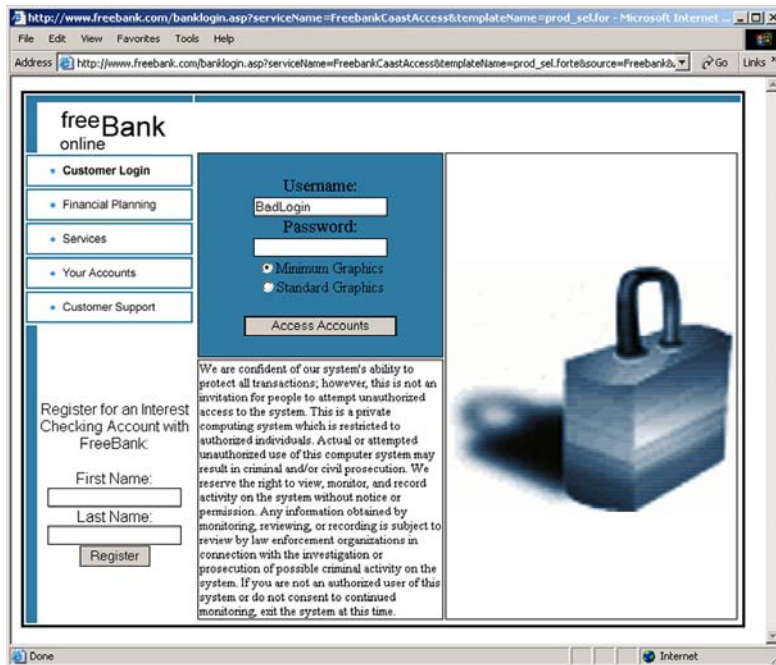 http://www.freebank.com/banklogin.asp?serviceName=FreebankCaastAccess&templateName=prod_sel.for - Microsoft Internet ...
File Edit View Favorites Tools Help
Address http://www.freebank.com/banklogin.asp?serviceName=FreebankCaastAccess&templateName=prod_sel.forte&source=Freebank& Go Links »
freeBank
online
Customer Login
Financial Planning
Services
Your Accounts
Customer Support
Register for an Interest
Checking Account with
FreeBank:
First Name:
Last Name:
Register
Username:
BadLogin
Password:
Minimum Graphics
Standard Graphics
Access Accounts
We are confident of our system's ability to
protect all transactions; however, this is not an
invitation for people to attempt unauthorized
access to the system. This is a private
computing system which is restricted to
authorized individuals. Actual or attempted
unauthorized use of this computer system may
result in criminal and/or civil prosecution. We
reserve the right to view, monitor, and record
activity on the system without notice or
permission. Any information obtained by
monitoring, reviewing, or recording is subject to
review by law enforcement organizations in
connection with the investigation or
prosecution of possible criminal activity on the
system. If you are not an authorized user of this
system or do not consent to continued
monitoring, exit the system at this time.
Done
Internet